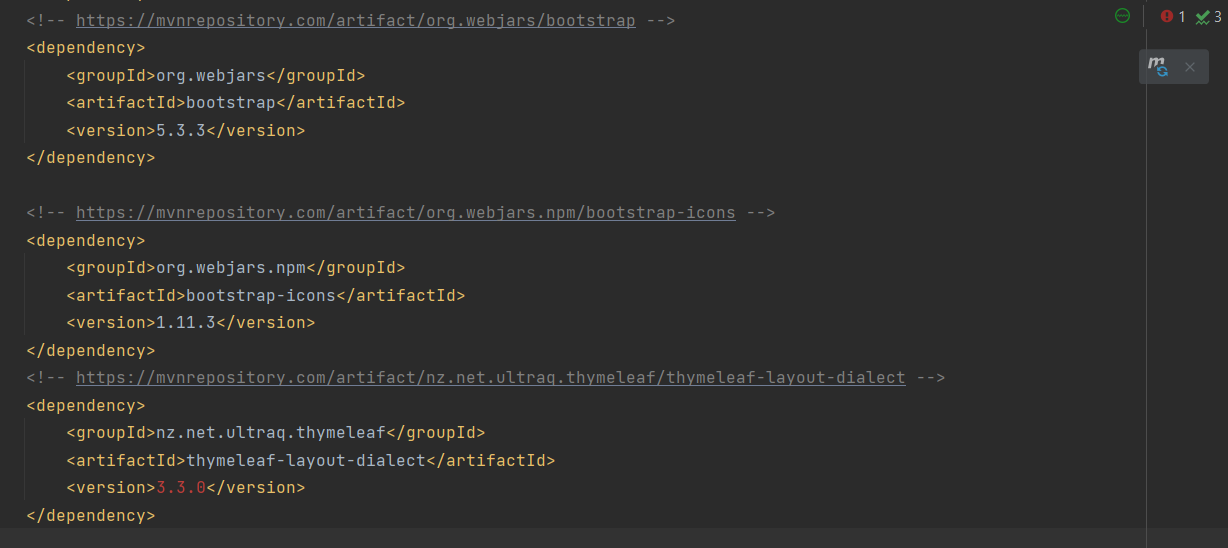 <!-- https://mvnrepository.com/artifact/org.webjars/bootstrap -->
1 3
<dependency>
<groupId>org.webjars</groupId>
<artifactId>bootstrap</artifactId>
<version>5.3.3</version>
</dependency>
<!-- https://mvnrepository.com/artifact/org.webjars.npm/bootstrap-icons -->
<dependency>
<groupId>org.webjars.npm</groupId>
<artifactId>bootstrap-icons</artifactId>
<version>1.11.3</version>
</dependency>
<!-- https://mvnrepository.com/artifact/nz.net.ultraq.thymeleaf/thymeleaf-layout-dialect -->
<dependency>
<groupId>nz.net.ultraq.thymeleaf</groupId>
<artifactId>thymeleaf-layout-dialect</artifactId>
<version>3.3.0</version>
</dependency>